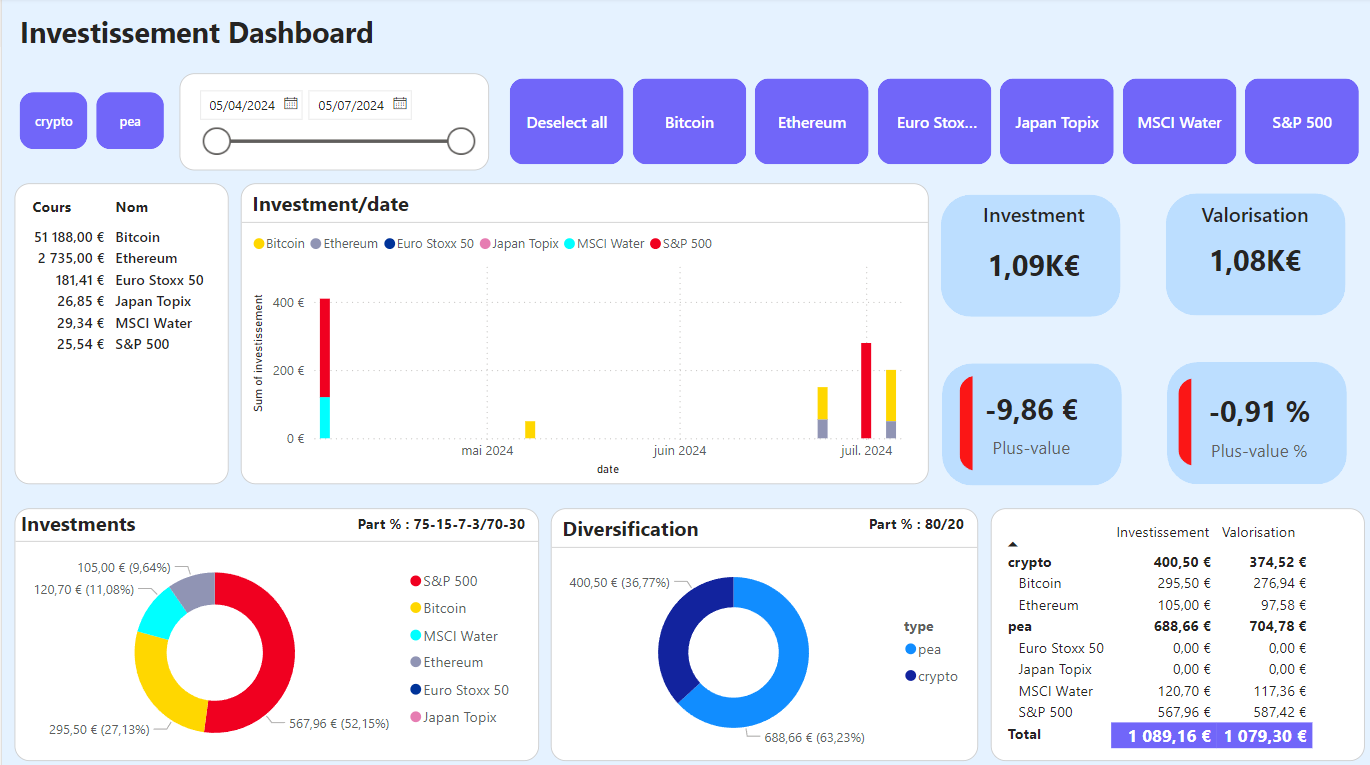 Investissement Dashboard
crypto
pea
05/04/2024
05/07/2024
Deselect all
Bitcoin
Ethereum
Euro Stox...
Japan Topix
MSCI Water
S&P 500
Cours Nom
51 188,00 € Bitcoin
2 735,00 € Ethereum
181,41 € Euro Stoxx 50
26,85 € Japan Topix
29,34 € MSCI Water
25,54 € S&P 500
Investment/date
Bitcoin Ethereum Euro Stoxx 50 Japan Topix MSCI Water S&P 500
Sum of investissement
400 €
200 €
0 €
mai 2024
juin 2024
juil. 2024
date
Investment
1,09K€
Valorisation
1,08K€
-9,86 €
Plus-value
-0,91 %
Plus-value %
Investments
Part % : 75-15-7-3/70-30
105,00 € (9,64%)
120,70 € (11,08%)
295,50 € (27,13%)
567,96 € (52,15%)
S&P 500
Bitcoin
MSCI Water
Ethereum
Euro Stoxx 50
Japan Topix
Diversification
Part % : 80/20
400,50 € (36,77%)
688,66 € (63,23%)
type
pea
crypto
Investissement Valorisation
crypto 400,50 € 374,52 €
Bitcoin 295,50 € 276,94 €
Ethereum 105,00 € 97,58 €
pea 688,66 € 704,78 €
Euro Stoxx 50 0,00 € 0,00 €
Japan Topix 0,00 € 0,00 €
MSCI Water 120,70 € 117,36 €
S&P 500 567,96 € 587,42 €
Total 1 089,16 € 1 079,30 €